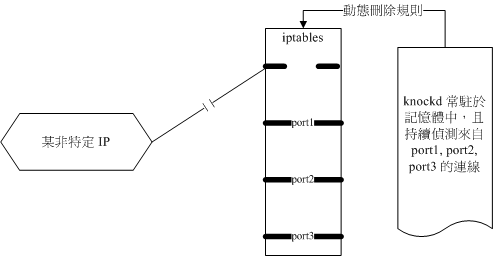 動態刪除規則
iptables
knockd 常駐於
記憶體中，且
持續偵測來自
port1, port2,
port3 的連線
某非特定 IP
port1
port2
port3